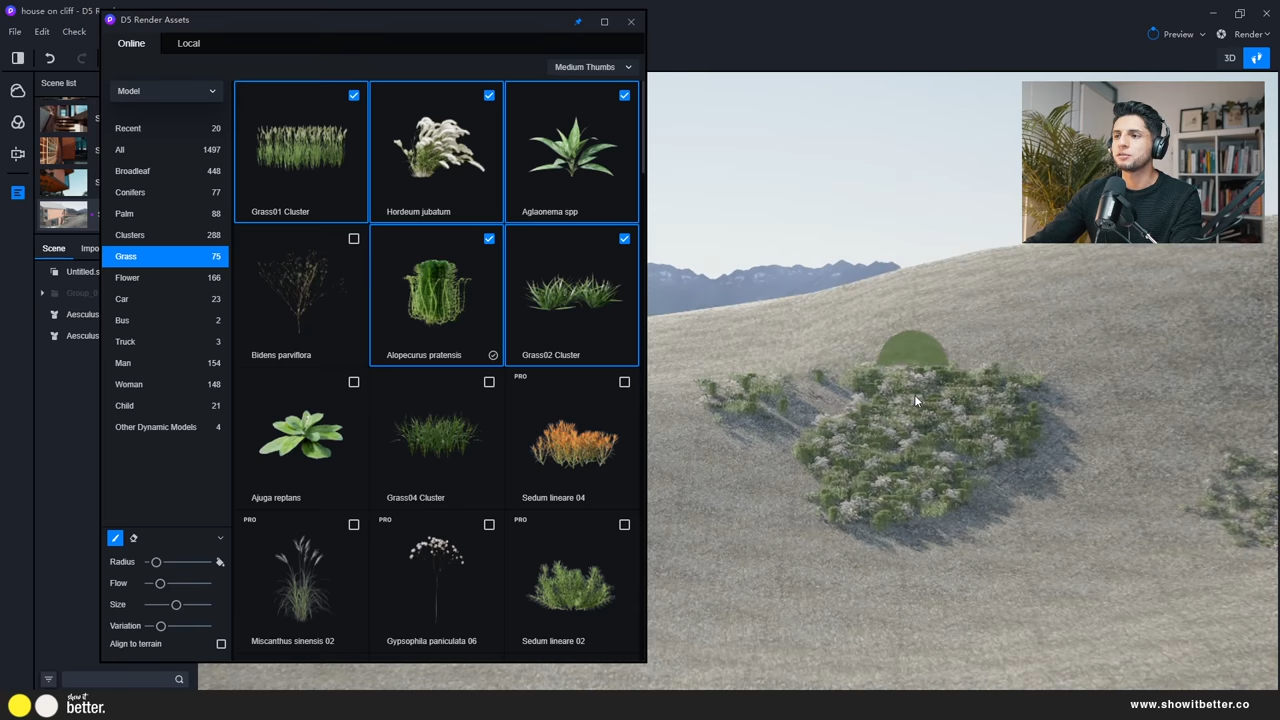 house on cliff - D5 R
D5 Render Assets
File Edit Check
Online Local
Preview Render
3D
Medium Thumbs
Scene list
Model
Recent 20
All 1497
Broadleaf 448
Conifers 77
Palm 88
Clusters 288
Grass 75
Flower 166
Car 23
Bus 2
Truck 3
Man 154
Woman 148
Child 21
Other Dynamic Models 4
Scene Impo
Untitled.s
Group_0
Aesculus
Aesculus
Grass01 Cluster
Hordeum jubatum
Aglaonema spp
Bidens parviflora
Alopecurus pratensis
Grass02 Cluster
PRO
Ajuga reptans
Grass04 Cluster
Sedum lineare 04
PRO PRO PRO
Miscanthus sinensis 02
Gypsophila paniculata 06
Sedum lineare 02
Radius
Flow
Size
Variation
Align to terrain
show it
better.
www.showitbetter.co